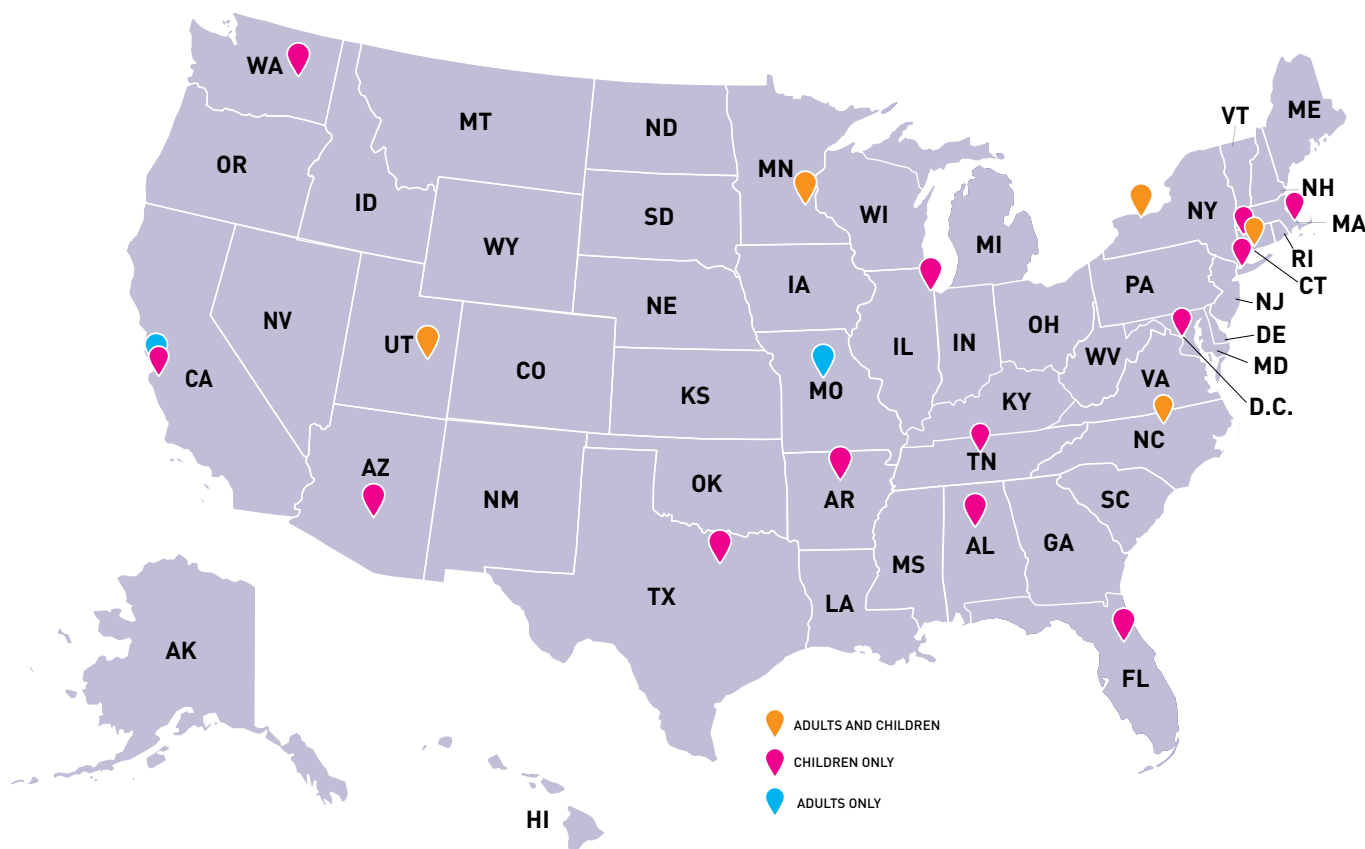 WA
MT
ND
MN
VT
ME
OR
ID
SD
WI
MI
NY
NH
MA
WY
RI
CT
NV
UT
NE
IA
PA
NJ
CA
CO
IL
IN
OH
WV
DE
MD
VA
D.C.
KS
MO
KY
NC
AZ
NM
OK
AR
TN
SC
MS
AL
GA
TX
LA
AK
FL
HI
ADULTS AND CHILDREN
CHILDREN ONLY
ADULTS ONLY